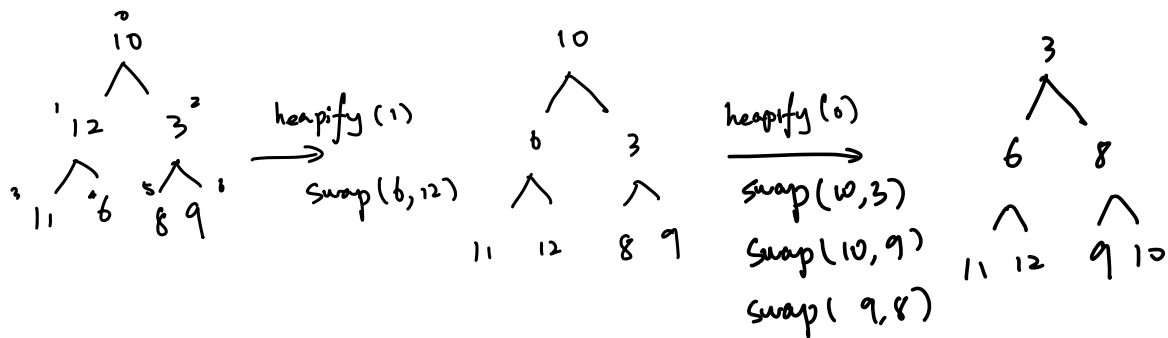 0
10
1 12 3 2
3 11 4 6 5 8 9 6
heapify(1)
swap(6,12)
10
6 3
11 12 8 9
heapify(0)
swap(10,3)
swap(10,9)
swap( 9,8)
3
6 8
11 12 9 10